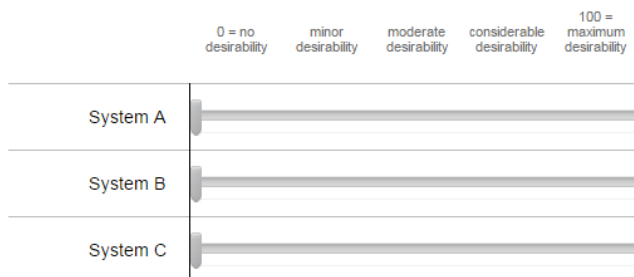 0 = no desirability
minor desirability
moderate desirability
considerable desirability
100 = maximum desirability
System A
System B
System C